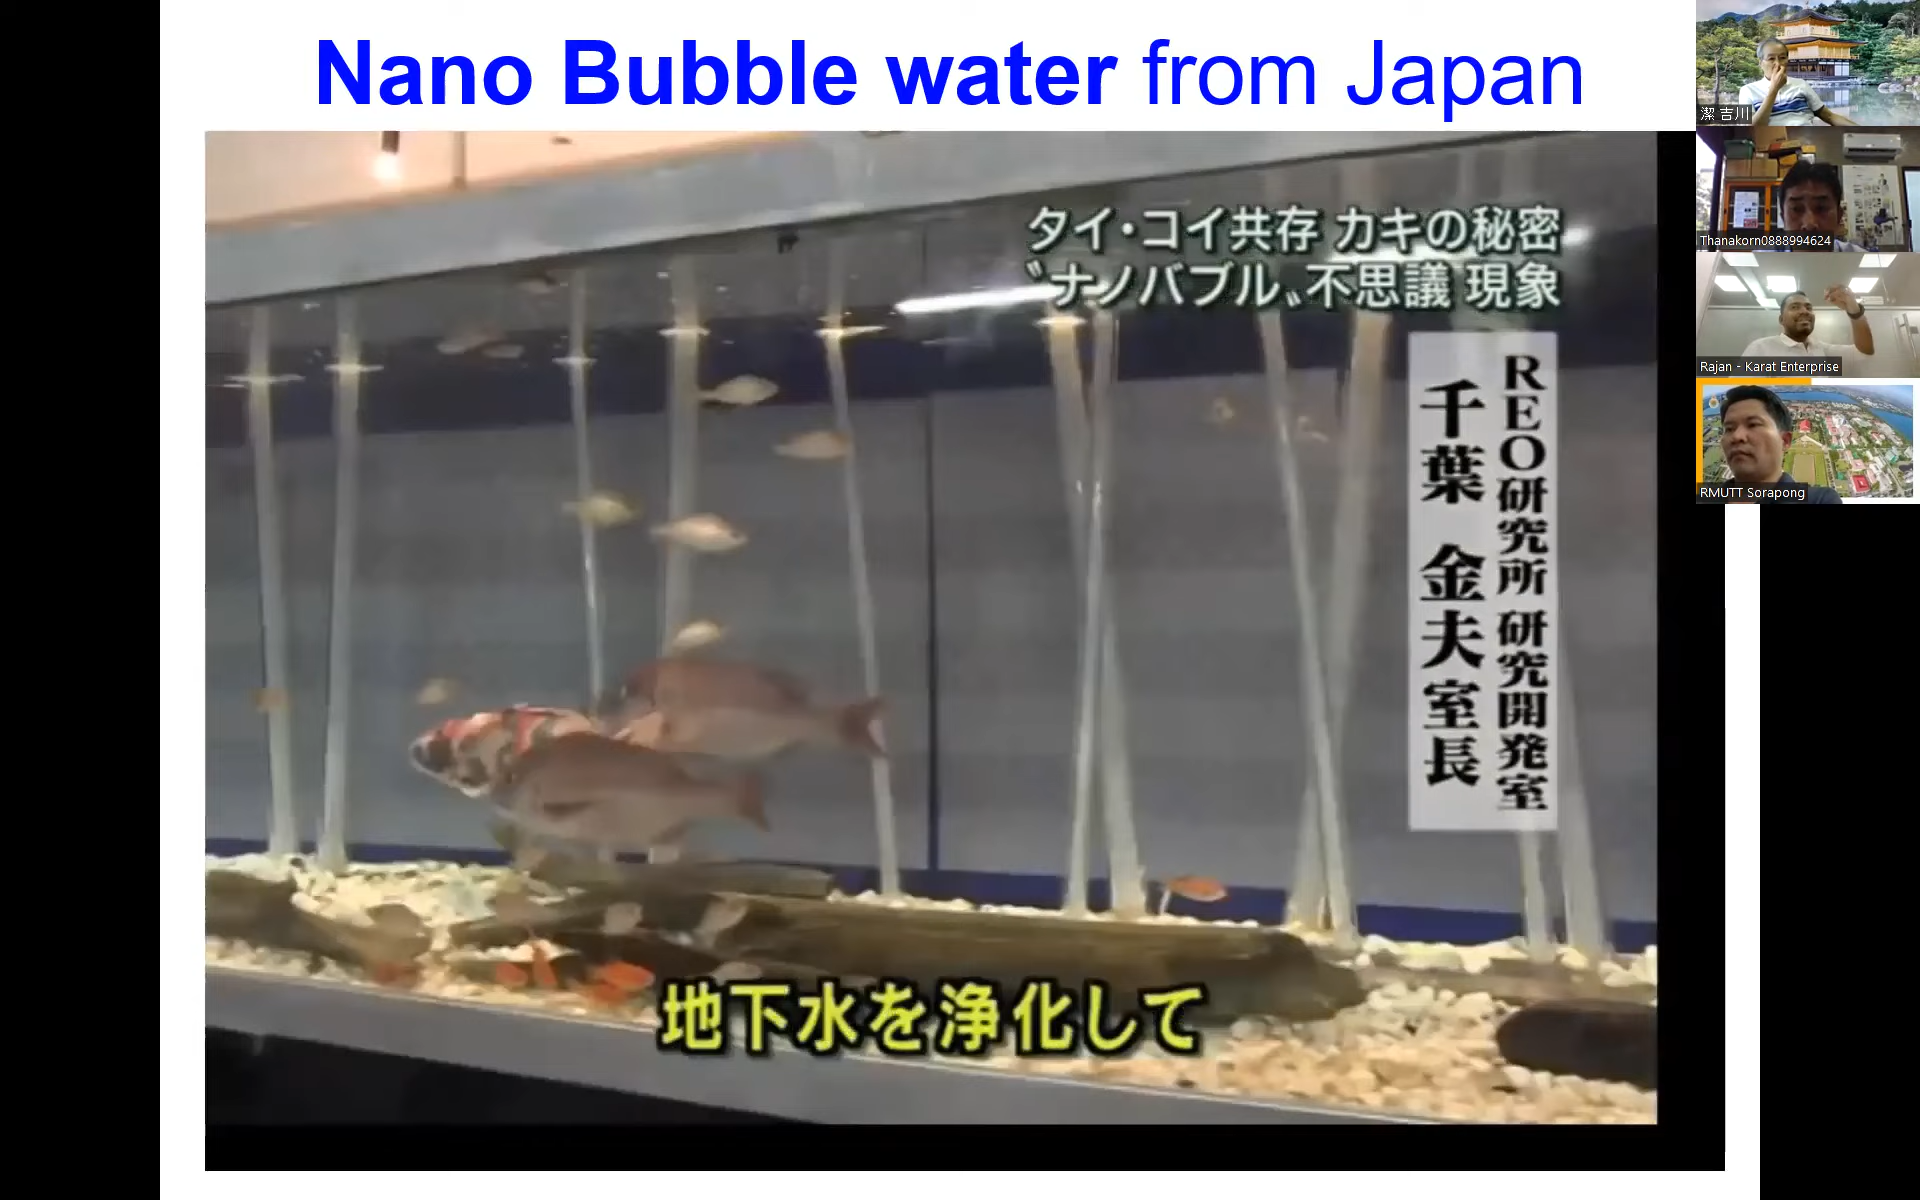 Nano Bubble water from Japan
タイ・コイ共存 カキの秘密
〝ナノバブル〟不思議 現象
REO研究所 研究開発室
千葉 金夫室長
地下水を浄化して
潔 吉川
Thanakorn0888994624
Rajan - Karat Enterprise
RMUTT Sorapong